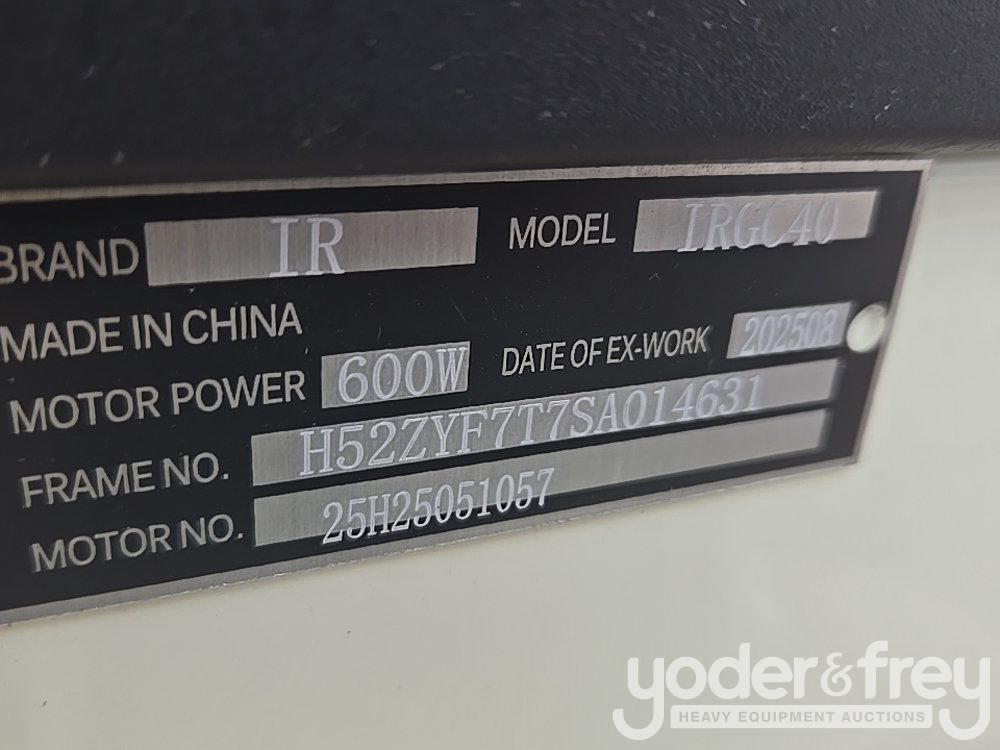 BRAND IR MODEL IRGC40
MADE IN CHINA
MOTOR POWER 600W DATE OF EX-WORK 202508
FRAME NO. H52ZYF7T7SA014631
MOTOR NO. 25H25051057
yoder&frey
HEAVY EQUIPMENT AUCTIONS